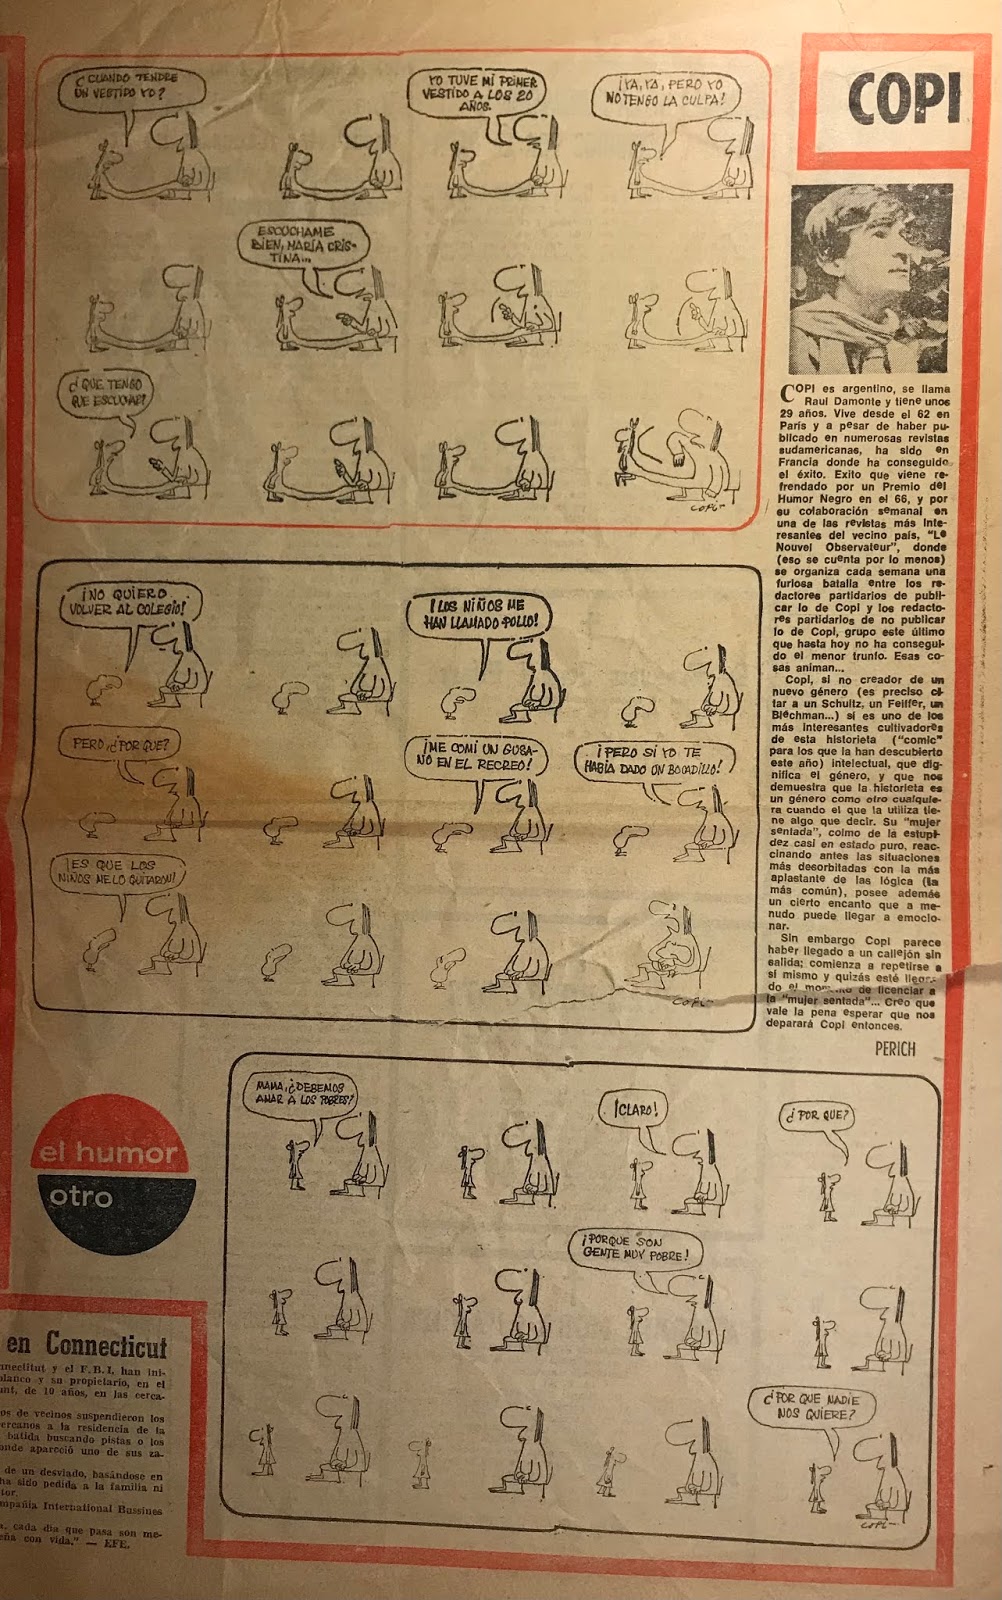 COPI
¿CUANDO TENDRE
UN VESTIDO YO?
YO TUVE MI PRIMER
VESTIDO A LOS 20
AÑOS.
¡YA, YA, PERO YO
NO TENGO LA CULPA!
ESCUCHAME
BIEN, MARÍA CRIS-
TINA...
¿QUE TENGO
QUE ESCUCHAR?
COPI
COPI es argentino, se llama
Raul Damonte y tiene unos
29 años. Vive desde el 62 en
París y a pesar de haber pu-
blicado en numerosas revistas
sudamericanas, ha sido en
Francia donde ha conseguido
el éxito. Exito que viene re-
frendado por un Premio del
Humor Negro en el 66, y por
su colaboración semanal en
una de las revistas más inte-
resantes del vecino país, "Le
Nouvel Observateur", donde
(eso se cuenta por lo menos)
se organiza cada semana una
furiosa batalla entre los re-
dactores partidarios de publi-
car lo de Copi y los redacto-
res partidarios de no publicar
lo de Copi, grupo este último
que hasta hoy no ha consegui-
do el menor trunfo. Esas co-
sas animan...
Copi, si no creador de un
nuevo género (es preciso ci-
tar a un Schultz, un Feiffer, un
Blechman...) sí es uno de los
más interesantes cultivadores
de esta historieta ("comic"
para los que la han descubierto
este año) intelectual, que dig-
nifica el género, y que nos
demuestra que la historieta es
un género como otro cualquie-
ra cuando el que la utiliza tie-
ne algo que decir. Su "mujer
sentada", colmo de la estupi-
dez casi en estado puro, reac-
cinando antes las situaciones
más desorbitadas con la más
aplastante de las lógica (la
más común), posee además
un cierto encanto que a me-
nudo puede llegar a emocio-
nar.
Sin embargo Copi parece
haber llegado a un callejón sin
salida; comienza a repetirse a
sí mismo y quizás esté llega-
do el momento de licenciar a
la "mujer sentada"... Creo que
vale la pena esperar que nos
deparará Copi entonces.
PERICH
¡NO QUIERO
VOLVER AL COLEGIO!
¡LOS NIÑOS ME
HAN LLAMADO POLLO!
PERO, ¿POR QUE?
¡ME COMI UN GUSA-
NO EN EL RECREO!
¡PERO SI YO TE
HABIA DADO UN BOCADILLO!
¡ES QUE LOS
NIÑOS ME LO QUITARON!
COPI
el humor
otro
MAMA, ¿DEBEMOS
AMAR A LOS POBRES?
¡CLARO!
¿POR QUE?
¡PORQUE SON
GENTE MUY POBRE!
¿POR QUE NADIE
NOS QUIERE?
COPI
en Connecticut
nnectitut y el F.B.I. han ini-
blanco y su propietario, en el
unt, de 10 años, en las cerca-
os de vecinos suspendieron los
cercanos a la residencia de la
batida buscando pistas o los
onde apareció uno de sus za-
de un desviado, basándose en
ha sido pedida a la familia ni
tor.
mpañía International Bussines
a, cada día que pasa son me-
eña con vida." — EFE.